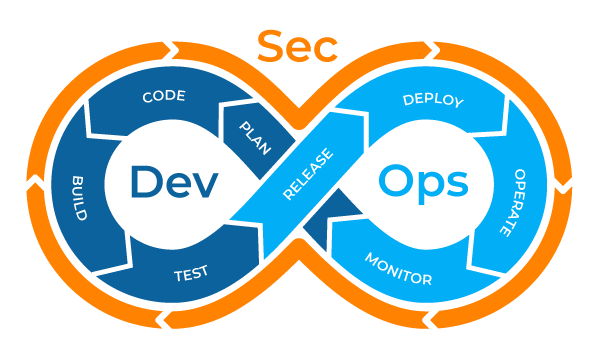 Sec
CODE
PLAN
Dev
BUILD
TEST
RELEASE
DEPLOY
Ops
OPERATE
MONITOR